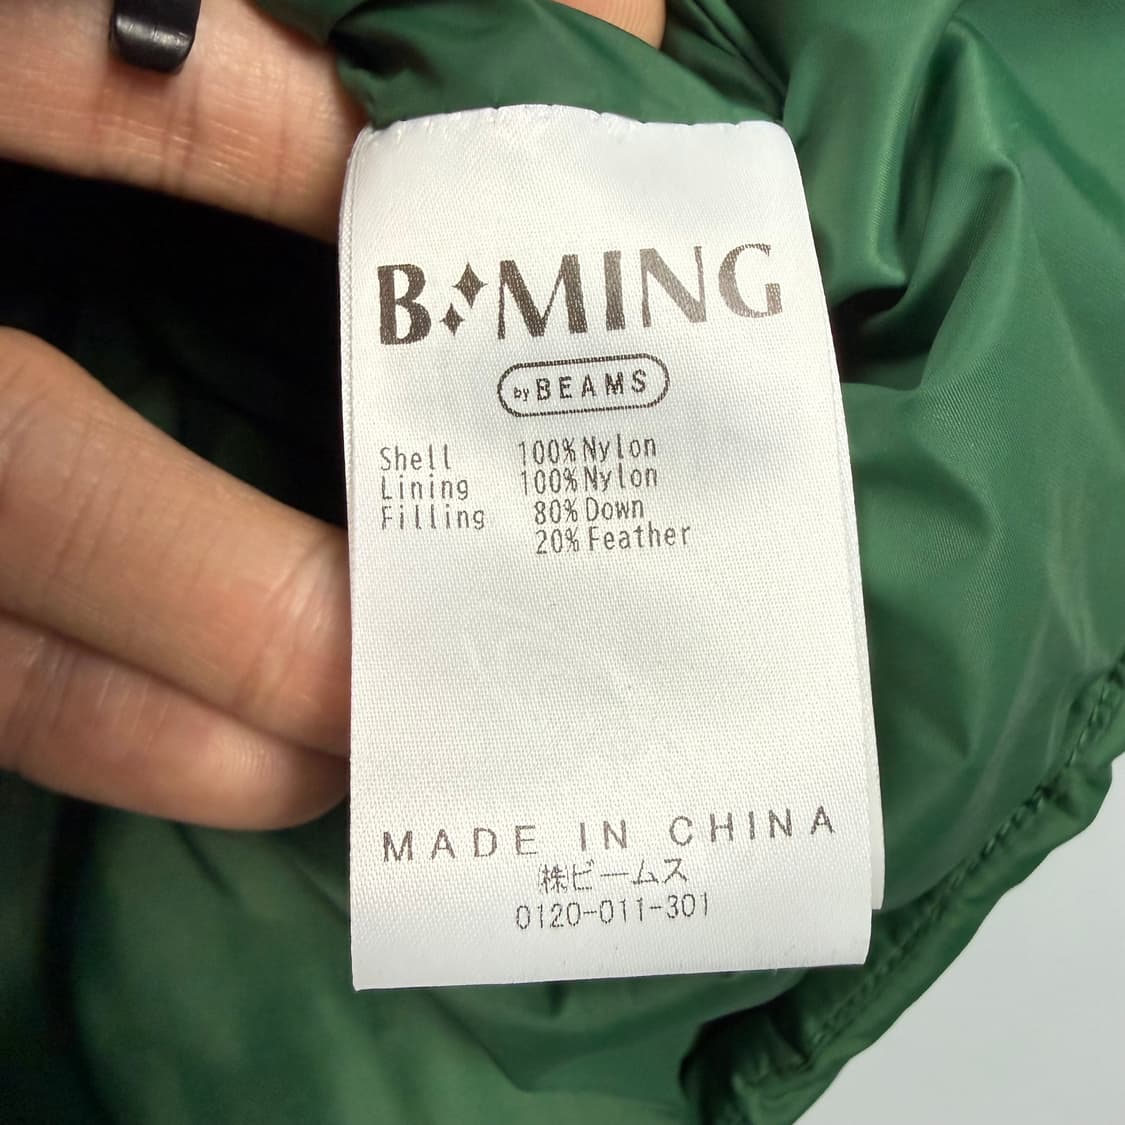 B:MING
by BEAMS
Shell 100% Nylon
Lining 100% Nylon
Filling 80% Down
20% Feather
MADE IN CHINA
㈱ビームス
0120-011-301